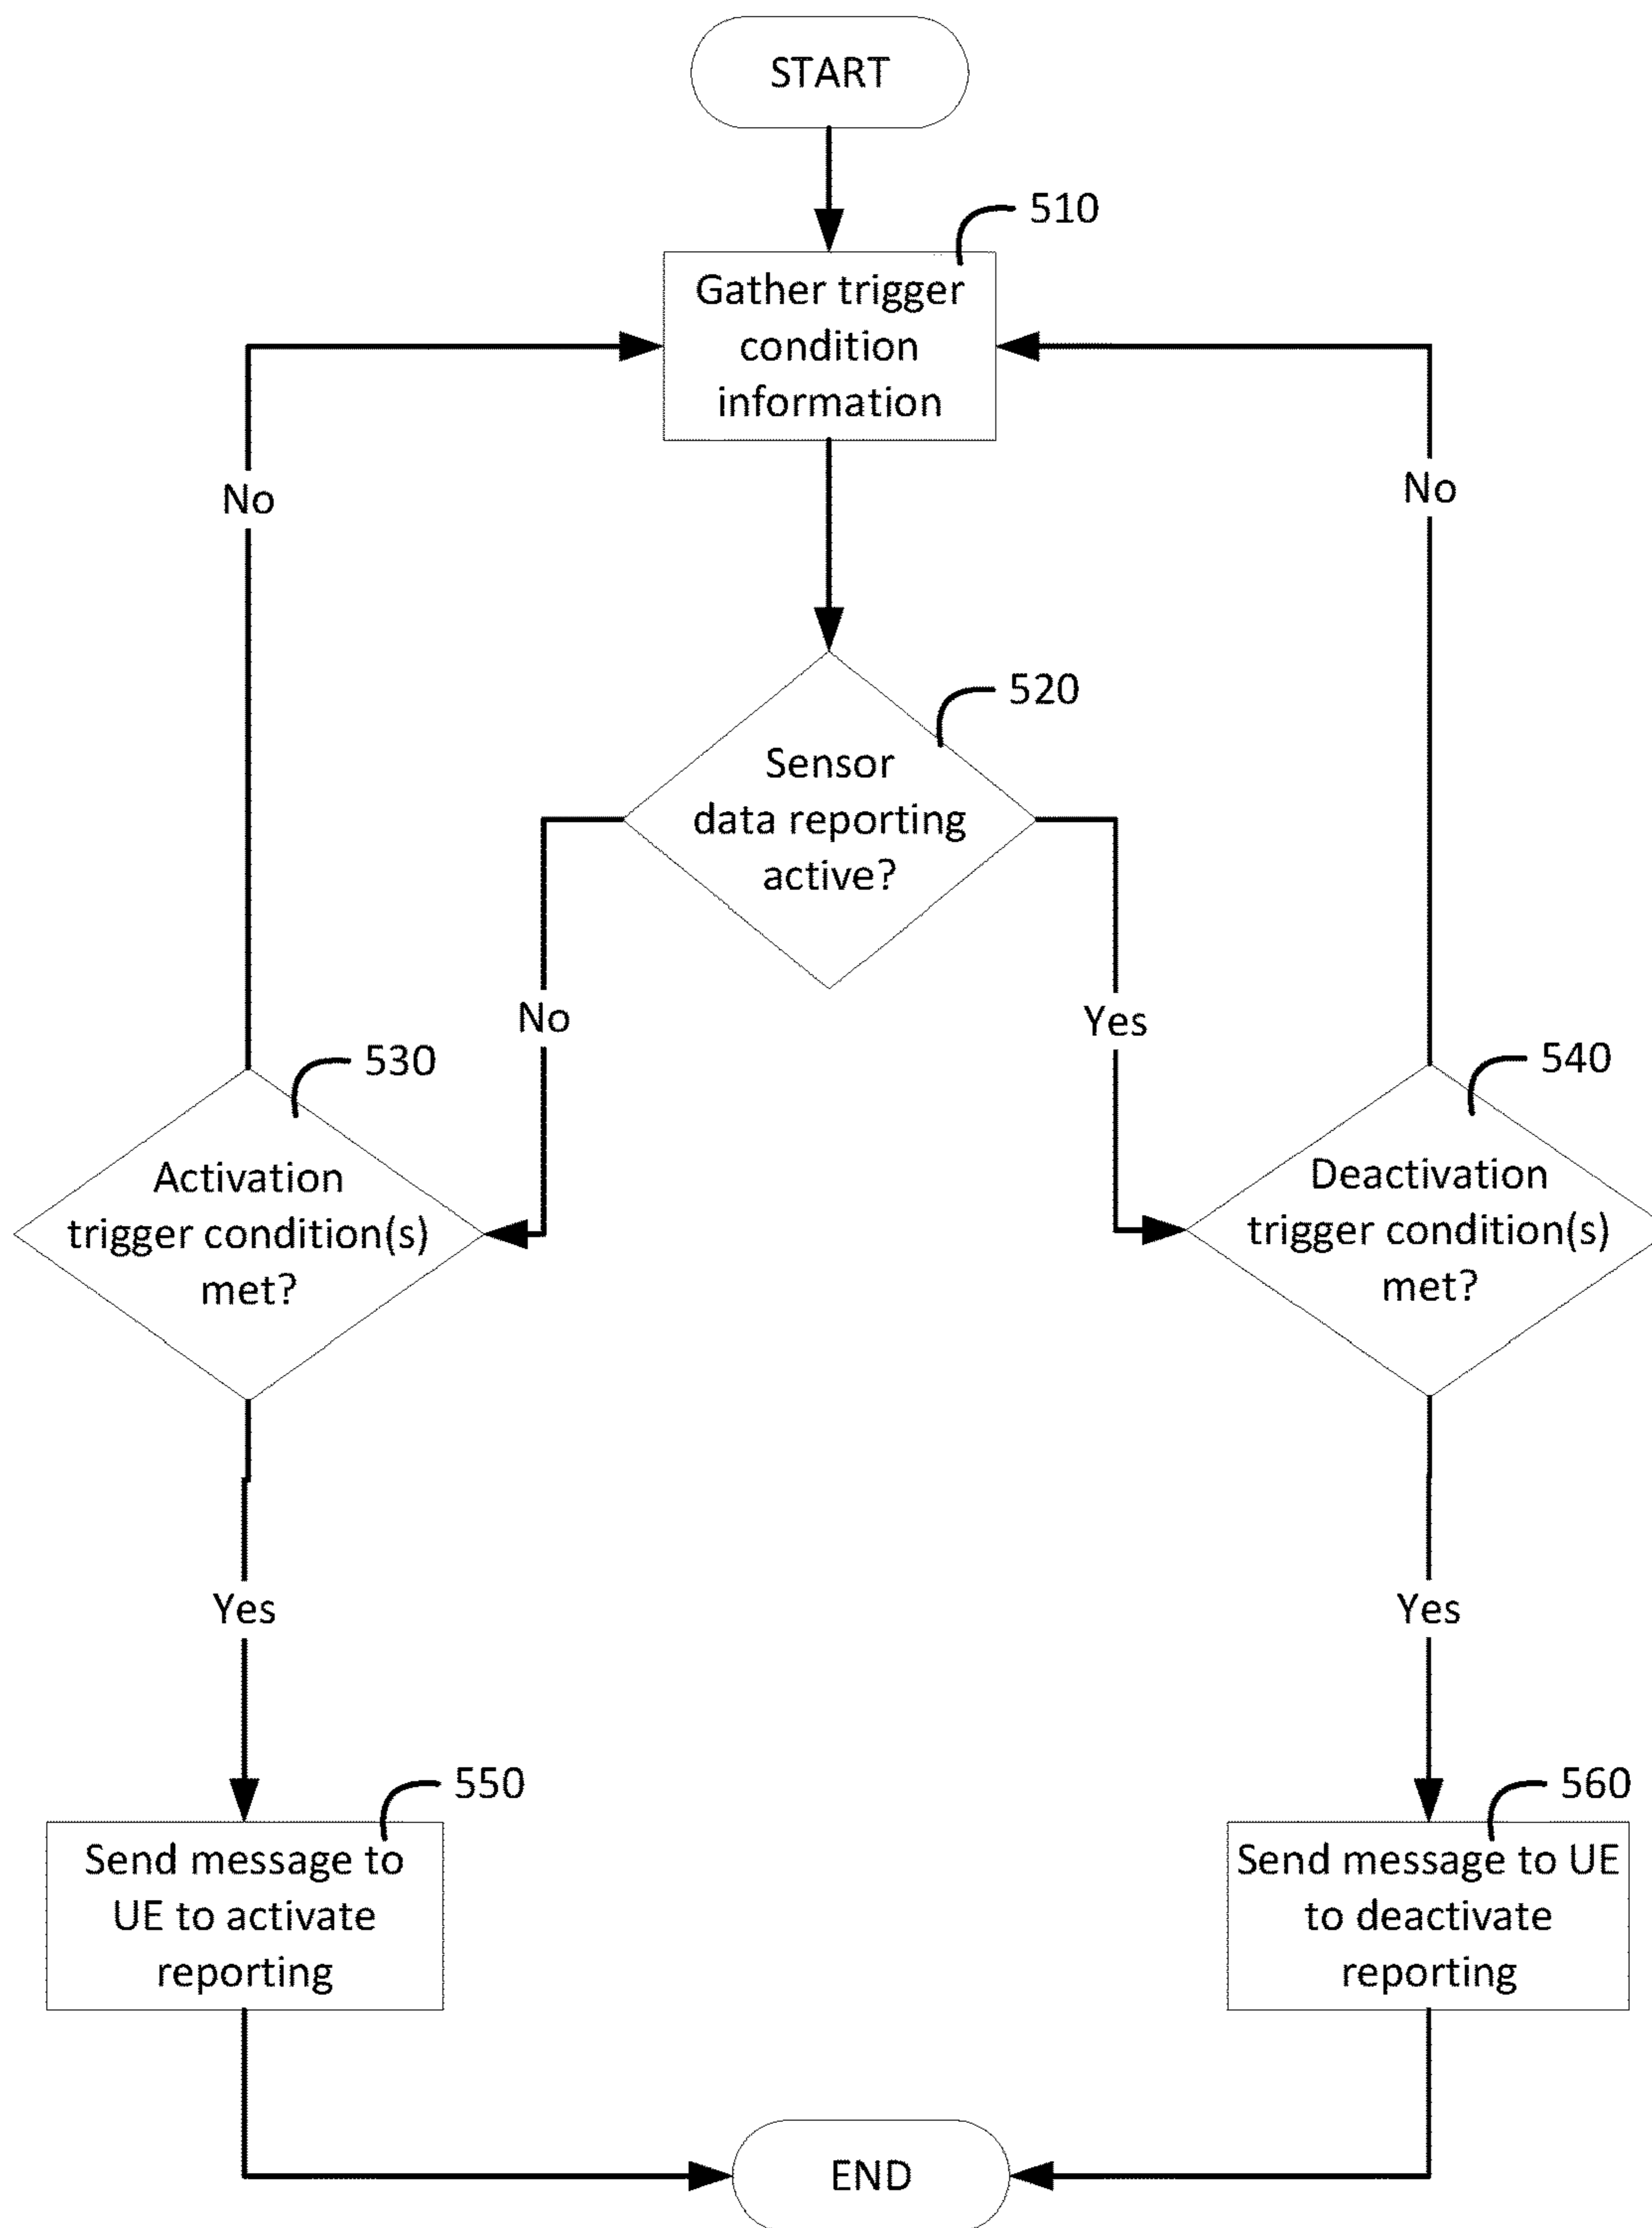 START
510
Gather trigger
condition
information
No
No
520
Sensor
data reporting
active?
No
Yes
530
540
Activation
trigger condition(s)
met?
Deactivation
trigger condition(s)
met?
Yes
Yes
550
560
Send message to
UE to activate
reporting
Send message to UE
to deactivate
reporting
END